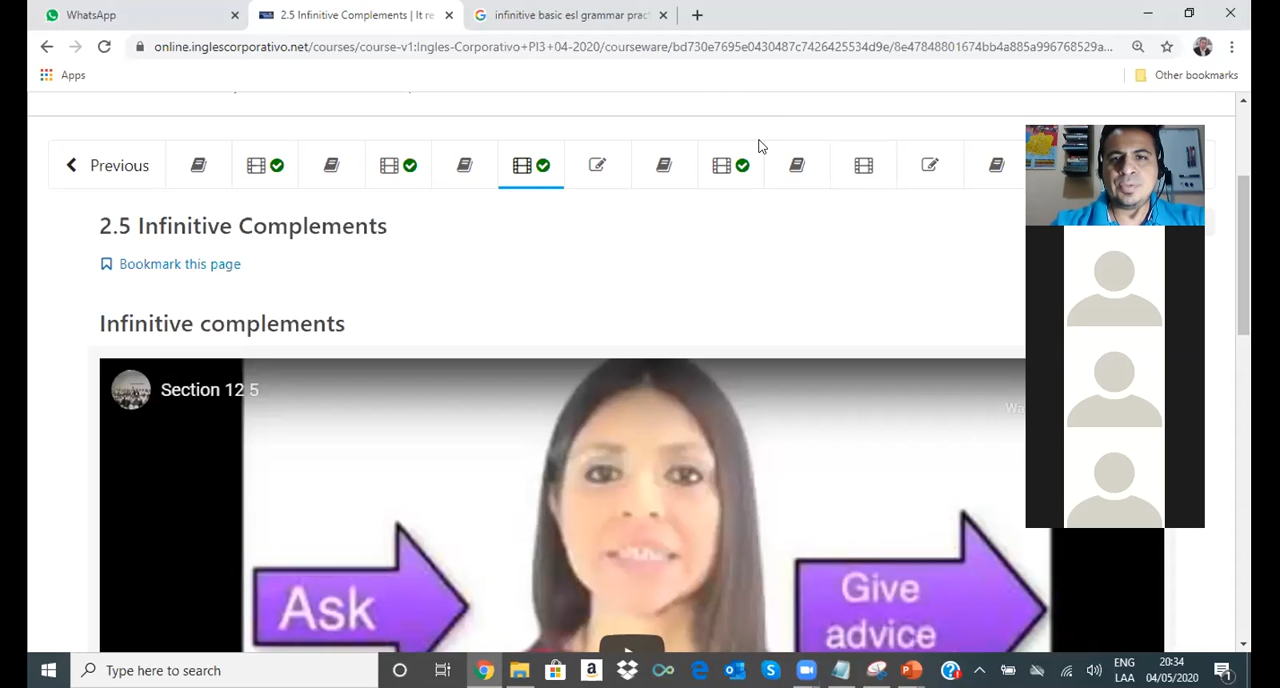 WhatsApp
2.5 Infinitive Complements | It re
infinitive basic esl grammar prac
online.inglescorporativo.net/courses/course-v1:Ingles-Corporativo+PI3+04-2020/courseware/bd730e7695e0430487c7426425534d9e/8e47848801674bb4a885a996768529a...
Apps
Other bookmarks
Previous
2.5 Infinitive Complements
Bookmark this page
Infinitive complements
Section 12 5
Wa
Ask
Give
advice
Type here to search
ENG
LAA
20:34
04/05/2020